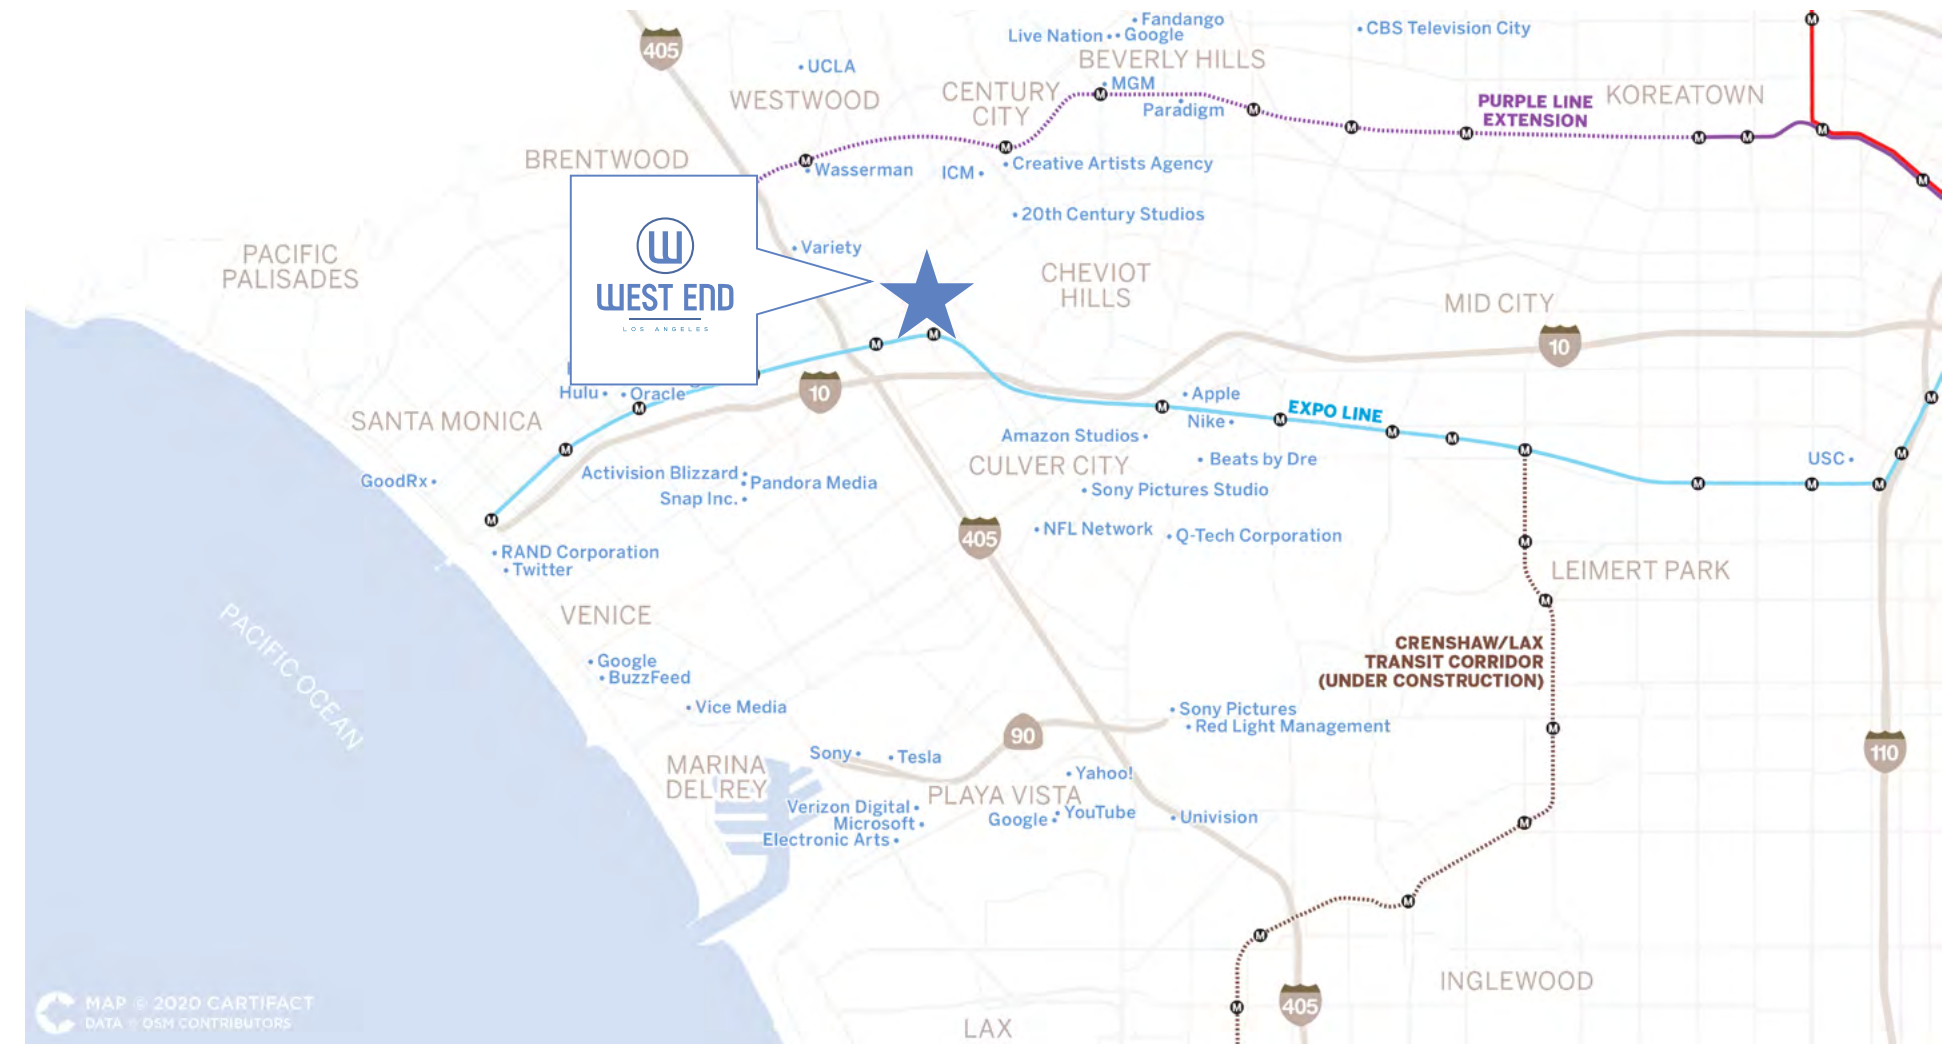 Fandango
Live Nation
Google
CBS Television City
405
BEVERLY HILLS
UCLA
MGM
WESTWOOD
CENTURY
CITY
Paradigm
PURPLE LINE
EXTENSION
KOREATOWN
BRENTWOOD
Wasserman
ICM
Creative Artists Agency
20th Century Studios
Variety
PACIFIC
PALISADES
W
WEST END
LOS ANGELES
CHEVIOT
HILLS
MID CITY
10
10
Hulu
Oracle
Apple
EXPO LINE
SANTA MONICA
Nike
Amazon Studios
CULVER CITY
Beats by Dre
USC
GoodRx
Activision Blizzard
Pandora Media
Snap Inc.
Sony Pictures Studio
NFL Network
Q-Tech Corporation
405
RAND Corporation
Twitter
LEIMERT PARK
VENICE
PACIFIC OCEAN
CRENSHAW/LAX
TRANSIT CORRIDOR
(UNDER CONSTRUCTION)
Google
BuzzFeed
Vice Media
Sony Pictures
Red Light Management
90
110
Sony
Tesla
MARINA
DEL REY
Yahoo!
PLAYA VISTA
Verizon Digital
Microsoft
Electronic Arts
Google
YouTube
Univision
INGLEWOOD
405
MAP © 2020 CARTIFACT
DATA © OSM CONTRIBUTORS
LAX